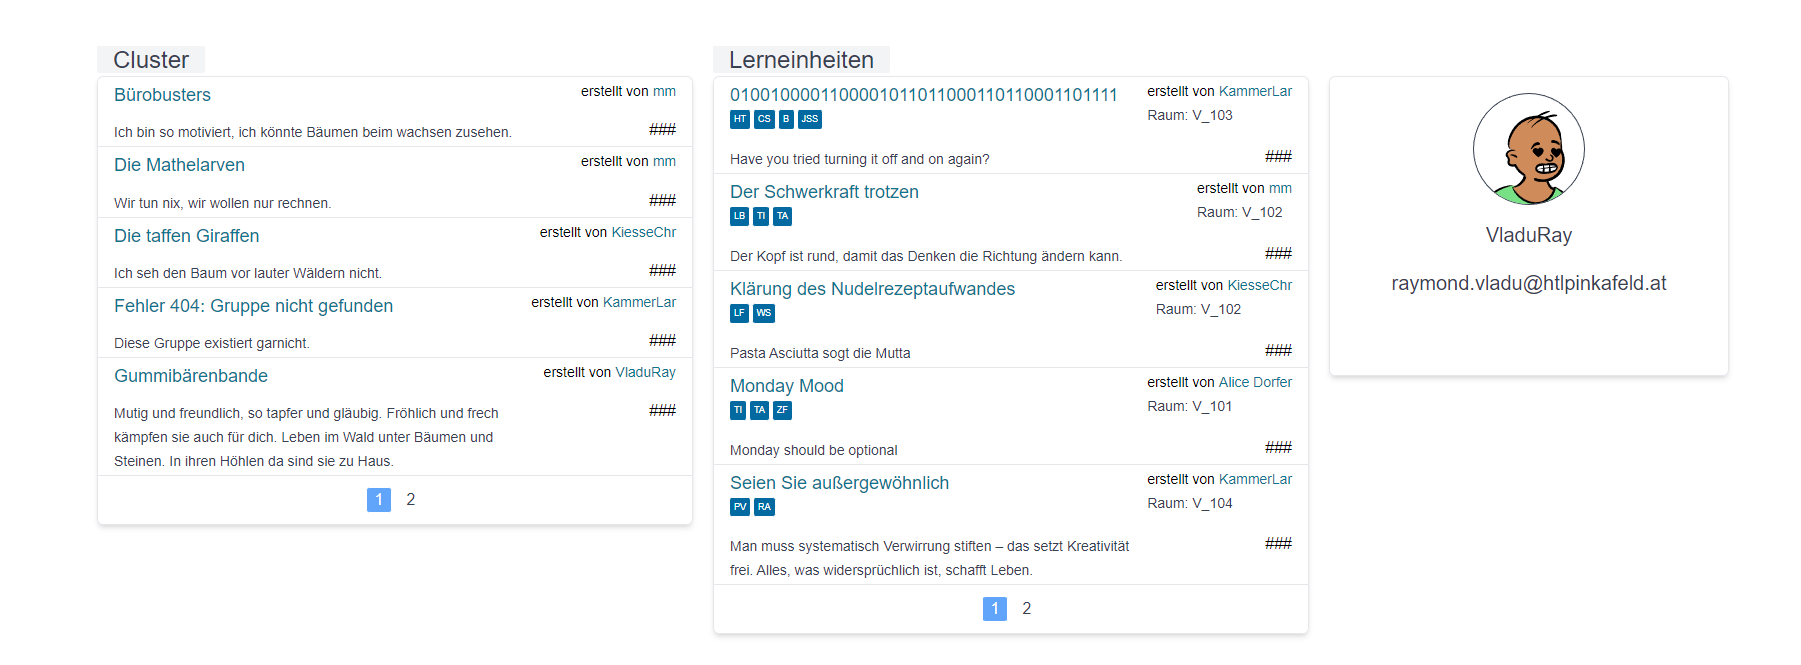 Cluster
Bürobusters
erstellt von mm
Ich bin so motiviert, ich könnte Bäumen beim wachsen zusehen.
###
Die Mathelarven
erstellt von mm
Wir tun nix, wir wollen nur rechnen.
###
Die taffen Giraffen
erstellt von KiesseChr
Ich seh den Baum vor lauter Wäldern nicht.
###
Fehler 404: Gruppe nicht gefunden
erstellt von KammerLar
Diese Gruppe existiert garnicht.
###
Gummibärenbande
erstellt von VladuRay
Mutig und freundlich, so tapfer und gläubig. Fröhlich und frech
###
kämpfen sie auch für dich. Leben im Wald unter Bäumen und
Steinen. In ihren Höhlen da sind sie zu Haus.
1 2
Lerneinheiten
0100100001100001011011000110110001101111
erstellt von KammerLar
HT CS B JSS
Raum: V_103
Have you tried turning it off and on again?
###
Der Schwerkraft trotzen
erstellt von mm
LB TI TA
Raum: V_102
Der Kopf ist rund, damit das Denken die Richtung ändern kann.
###
Klärung des Nudelrezeptaufwandes
erstellt von KiesseChr
LF WS
Raum: V_102
Pasta Asciutta sogt die Mutta
###
Monday Mood
erstellt von Alice Dorfer
TI TA ZF
Raum: V_101
Monday should be optional
###
Seien Sie außergewöhnlich
erstellt von KammerLar
PV RA
Raum: V_104
Man muss systematisch Verwirrung stiften – das setzt Kreativität
###
frei. Alles, was widersprüchlich ist, schafft Leben.
1 2
VladuRay
raymond.vladu@htlpinkafeld.at